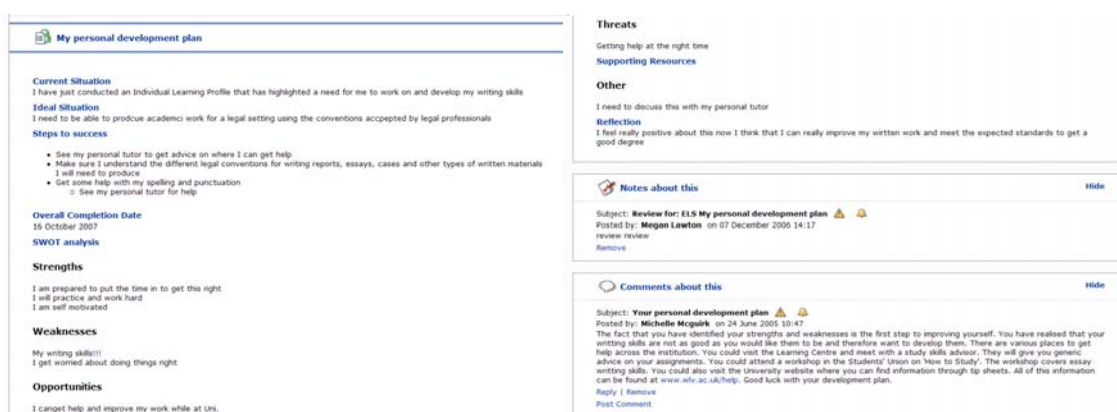 My personal development plan
Current Situation
I have just conducted an Individual Learning Profile that has highlighted a need for me to work on and develop my writing skills
Ideal Situation
I need to be able to prodcue academci work for a legal setting using the conventions accpepted by legal professionals
Steps to success
See my personal tutor to get advice on where I can get help
Make sure I understand the different legal conventions for writing reports, essays, cases and other types of written materials
I will need to produce
Get some help with my spelling and punctuation
See my personal tutor for help
Overall Completion Date
16 October 2007
SWOT analysis
Strengths
I am prepared to put the time in to get this right
I will practice and work hard
I am self motivated
Weaknesses
My writing skills!!!
I get worried about doing things right
Opportunities
I canget help and improve my work while at Uni.
Threats
Getting help at the right time
Supporting Resources
Other
I need to discuss this with my personal tutor
Reflection
I feel really positive about this now I think that I can really improve my wirtten work and meet the expected standards to get a
good degree
Notes about this
Hide
Subject: Review for: ELS My personal development plan
Posted by: Megan Lawton on 07 December 2006 14:17
review review
Remove
Comments about this
Hide
Subject: Your personal development plan
Posted by: Michelle Mcguirk on 24 June 2005 10:47
The fact that you have identified your strengths and weaknesses is the first step to improving yourself. You have realised that your
writing skills are not as good as you would like them to be and therefore want to develop them. There are various places to get
help across the institution. You could visit the Learning Centre and meet with a study skills advisor. They will give you generic
advice on your assignments. You could attend a workshop in the Students' Union on 'How to Study'. The workshop covers essay
writing skills. You could also visit the University website where you can find information through tip sheets. All of this information
can be found at www.wlv.ac.uk/help. Good luck with your development plan.
Reply | Remove
Post Comment